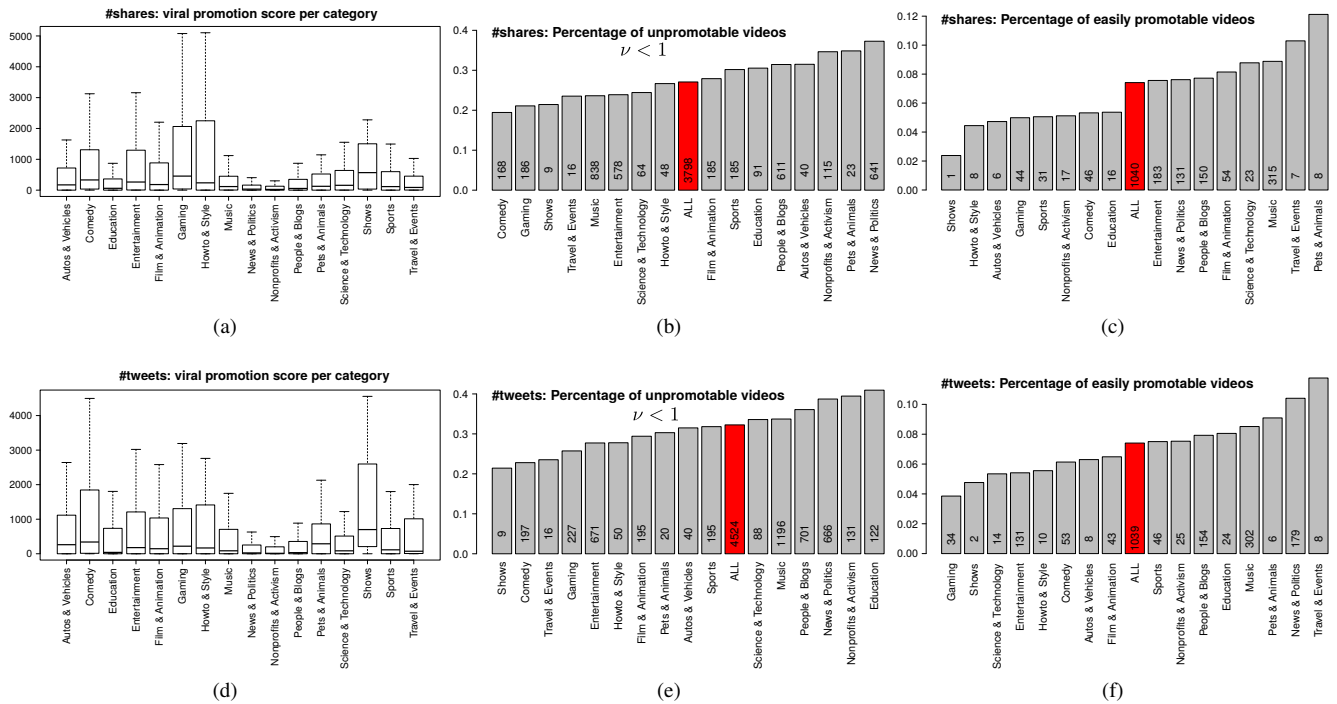 #shares: viral promotion score per category
5000
4000
3000
2000
1000
0
Autos & Vehicles
Comedy
Education
Entertainment
Film & Animation
Gaming
Howto & Style
Music
News & Politics
Nonprofits & Activism
People & Blogs
Pets & Animals
Science & Technology
Shows
Sports
Travel & Events
(a)
#shares: Percentage of unpromotable videos
ν < 1
0.4
0.3
0.2
0.1
0.0
168
186
9
16
838
578
64
48
3798
185
185
91
611
40
115
23
641
Comedy
Gaming
Shows
Travel & Events
Music
Entertainment
Science & Technology
Howto & Style
ALL
Film & Animation
Sports
Education
People & Blogs
Autos & Vehicles
Nonprofits & Activism
Pets & Animals
News & Politics
(b)
#shares: Percentage of easily promotable videos
0.12
0.10
0.08
0.06
0.04
0.02
0.00
1
8
6
44
31
17
46
16
1040
183
131
150
54
23
315
7
8
Shows
Howto & Style
Autos & Vehicles
Gaming
Sports
Nonprofits & Activism
Comedy
Education
ALL
Entertainment
News & Politics
People & Blogs
Film & Animation
Science & Technology
Music
Travel & Events
Pets & Animals
(c)
#tweets: viral promotion score per category
4000
3000
2000
1000
0
Autos & Vehicles
Comedy
Education
Entertainment
Film & Animation
Gaming
Howto & Style
Music
News & Politics
Nonprofits & Activism
People & Blogs
Pets & Animals
Science & Technology
Shows
Sports
Travel & Events
(d)
#tweets: Percentage of unpromotable videos
ν < 1
0.4
0.3
0.2
0.1
0.0
9
197
16
227
671
50
195
20
40
195
4524
88
1196
701
666
131
122
Shows
Comedy
Travel & Events
Gaming
Entertainment
Howto & Style
Film & Animation
Pets & Animals
Autos & Vehicles
Sports
ALL
Science & Technology
Music
People & Blogs
News & Politics
Nonprofits & Activism
Education
(e)
#tweets: Percentage of easily promotable videos
0.10
0.08
0.06
0.04
0.02
0.00
34
2
14
131
10
53
8
43
1039
46
25
154
24
302
6
179
8
Gaming
Shows
Science & Technology
Entertainment
Howto & Style
Comedy
Autos & Vehicles
Film & Animation
ALL
Sports
Nonprofits & Activism
People & Blogs
Education
Music
Pets & Animals
News & Politics
Travel & Events
(f)